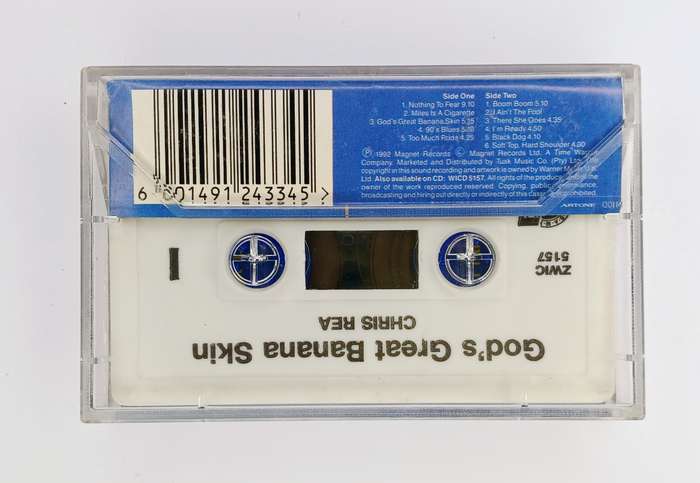 Side One
1. Nothing To Fear 9.10
2. Miles Is A Cigarette
3. God's Great Banana Skin 5.15
4. 90's Blues
5. Too Much Pride 4.25
Side Two
1. Boom Boom 5.10
2. I Ain't The Fool
3. There She Goes 4.35
4. I'm Ready 4.50
5. Black Dog 4.10
6. Soft Top, Hard Shoulder 4.30
Ⓟ 1992 Magnet Records © Magnet Records Ltd. A Time Warner
Company. Marketed and Distributed by Tusk Music Co. (Pty) Ltd. The
copyright in this sound recording and artwork is owned by Warner Music
Ltd. Also available on CD: WICD 5157. All rights of the producer and the
owner of the work reproduced reserved. Copying, public performance,
broadcasting and hiring out directly or indirectly of this cassette prohibited.
ARTONE
6 001491 243345 >
ZWIC
5157
I
CHRIS REA
God's Great Banana Skin